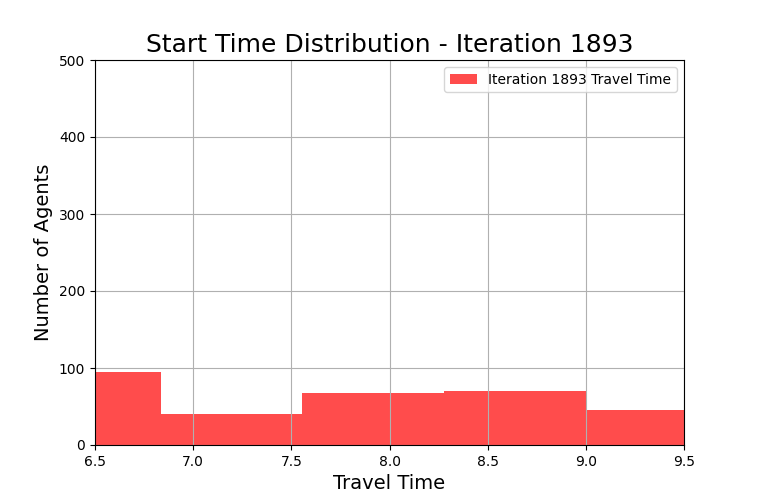 Start Time Distribution - Iteration 1893
Iteration 1893 Travel Time
Number of Agents
500
400
300
200
100
0
6.5 7.0 7.5 8.0 8.5 9.0 9.5
Travel Time